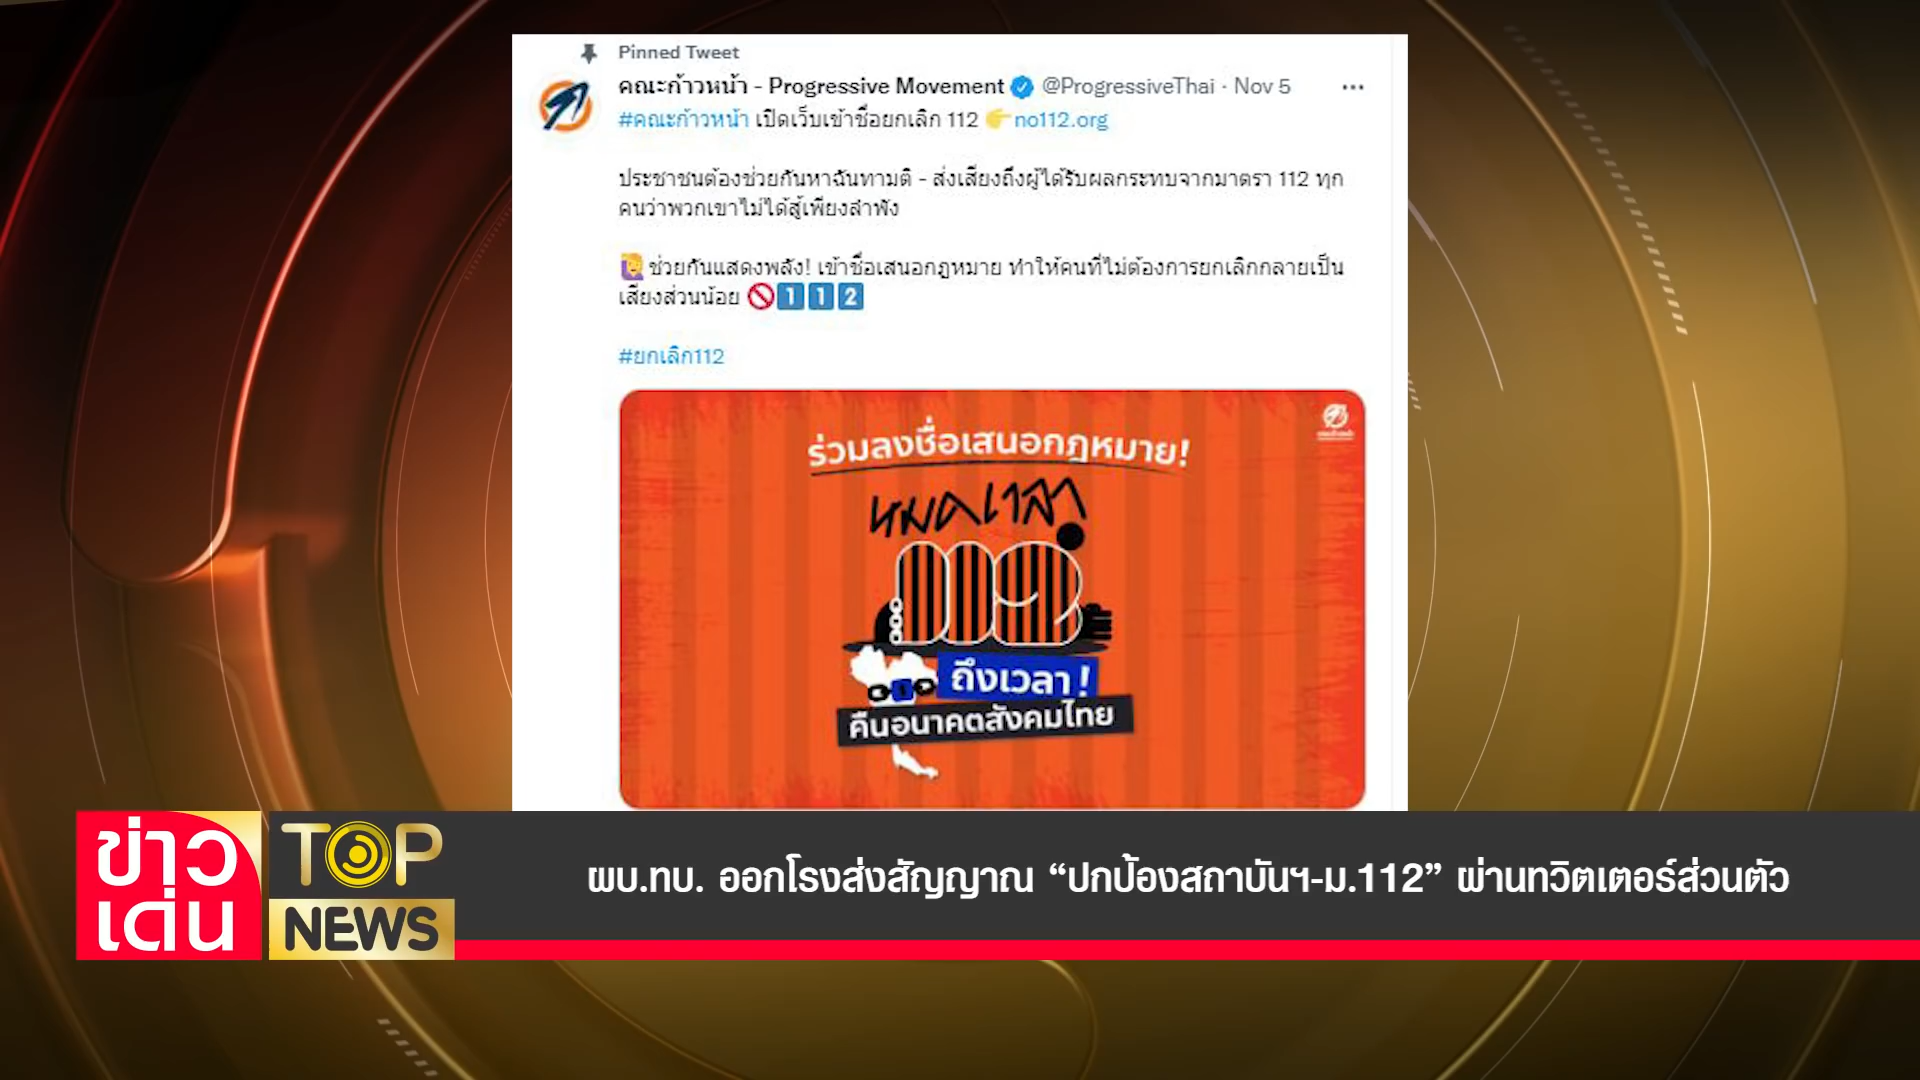 Pinned Tweet
คณะก้าวหน้า - Progressive Movement @ProgressiveThai · Nov 5
#คณะก้าวหน้า เปิดเว็บเข้าชื่อยกเลิก 112 👉 no112.org
ประชาชนต้องช่วยกันหาฉันทามติ - ส่งเสียงถึงผู้ได้รับผลกระทบจากมาตรา 112 ทุก
คนว่าพวกเขาไม่ได้สู้เพียงลำพัง
🙋 ช่วยกันแสดงพลัง! เข้าชื่อเสนอกฎหมาย ทำให้คนที่ไม่ต้องการยกเลิกกลายเป็น
เสียงส่วนน้อย 🚫1️⃣1️⃣2️⃣
#ยกเลิก112
ร่วมลงชื่อเสนอกฎหมาย!
หมดเวลา
112
ถึงเวลา!
คืนอนาคตสังคมไทย
ข่าว
เด่น
TOP
NEWS
ผบ.ทบ. ออกโรงส่งสัญญาณ “ปกป้องสถาบันฯ-ม.112” ผ่านทวิตเตอร์ส่วนตัว